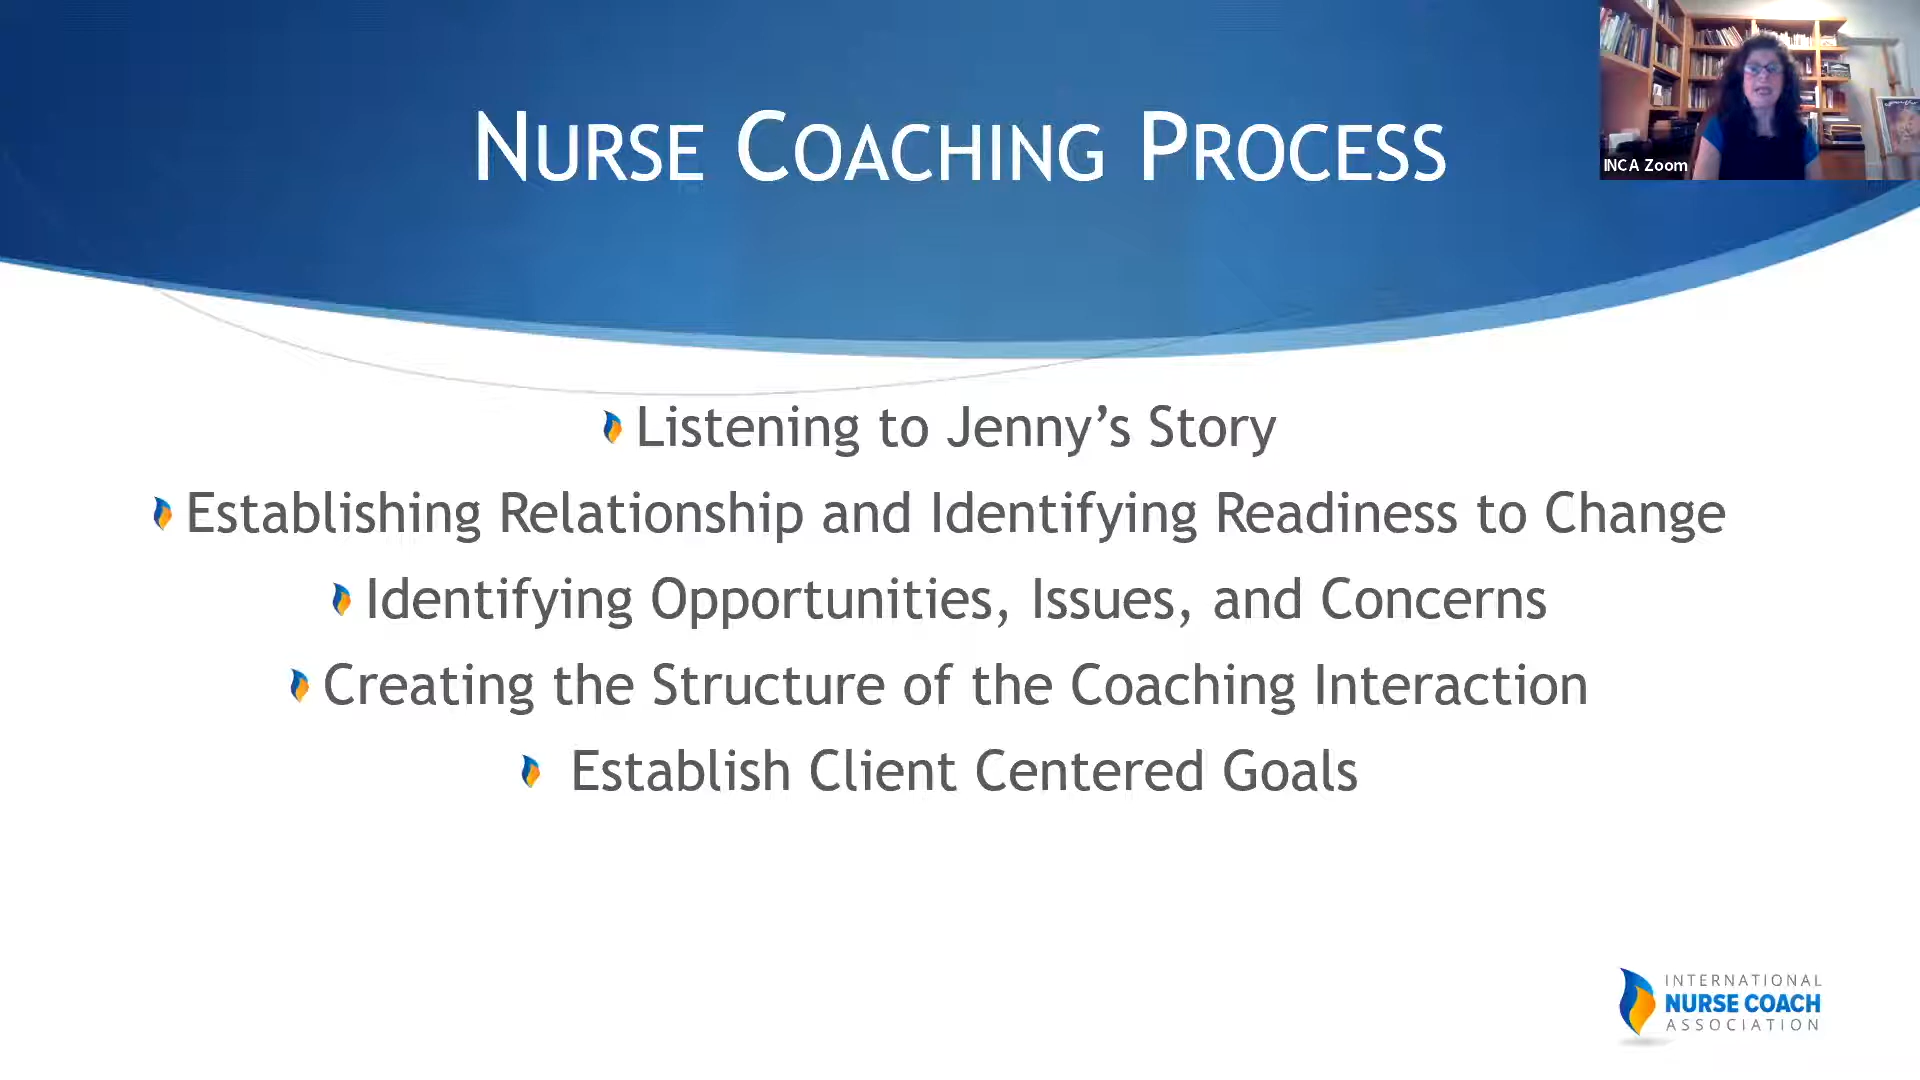 NURSE COACHING PROCESS
INCA Zoom
Listening to Jenny’s Story
Establishing Relationship and Identifying Readiness to Change
Identifying Opportunities, Issues, and Concerns
Creating the Structure of the Coaching Interaction
Establish Client Centered Goals
INTERNATIONAL
NURSE COACH
ASSOCIATION